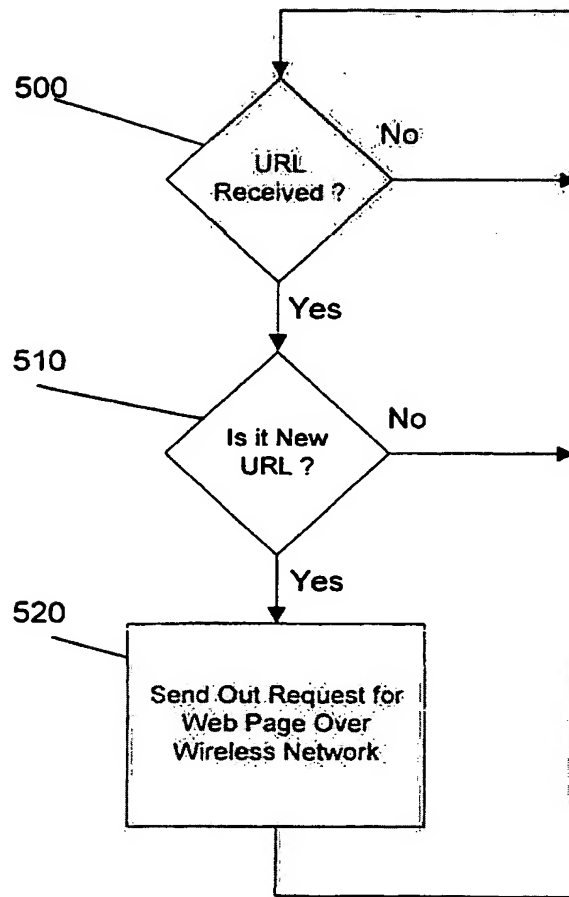 500
URL
Received ?
No
Yes
510
Is it New
URL ?
No
Yes
520
Send Out Request for
Web Page Over
Wireless Network